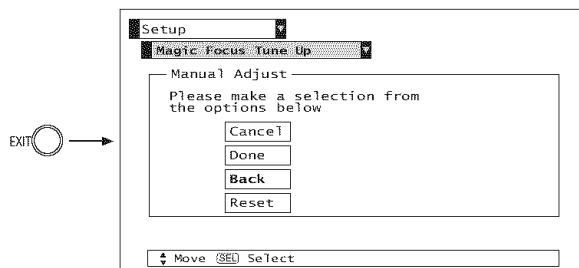 Setup
Magic Focus Tune Up
Manual Adjust
Please make a selection from
the options below
Cancel
Done
EXIT
Back
Reset
Move SEL Select